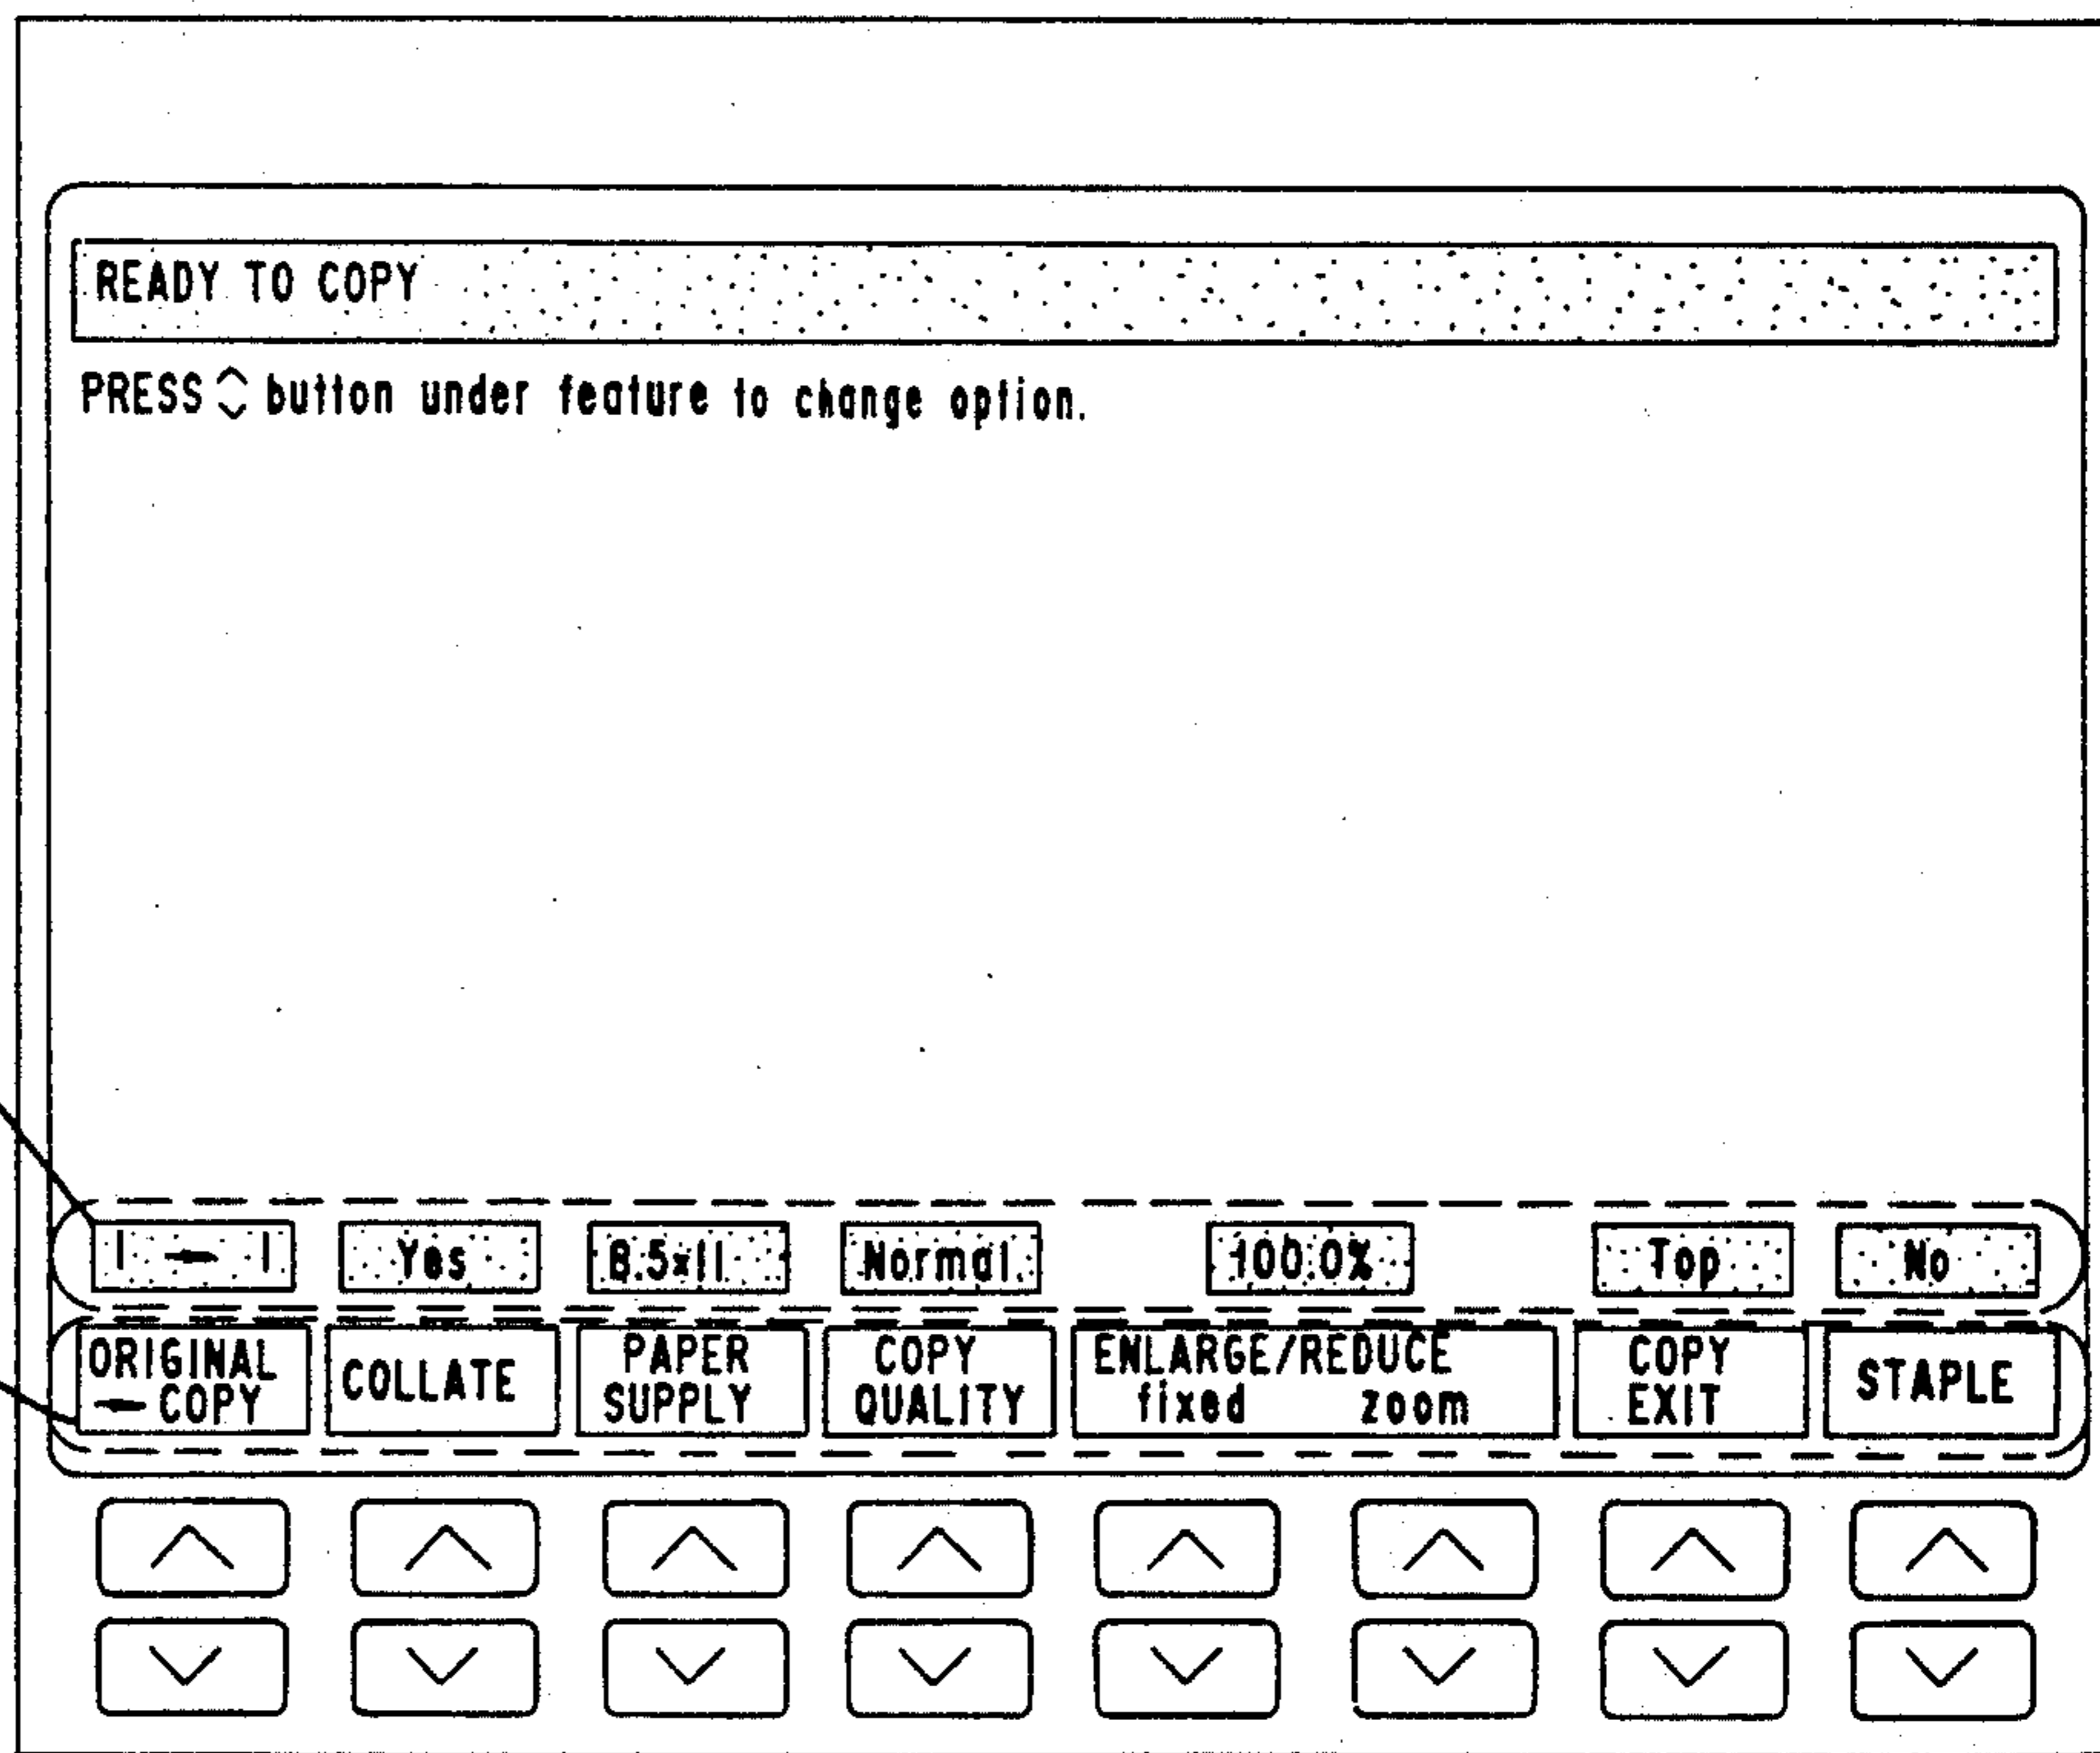 READY TO COPY
PRESS button under feature to change option.
1 → 1 Yes 8.5x11 Normal 100.0% Top No
ORIGINAL COLLATE PAPER COPY ENLARGE/REDUCE COPY STAPLE
→ COPY SUPPLY QUALITY fixed zoom EXIT